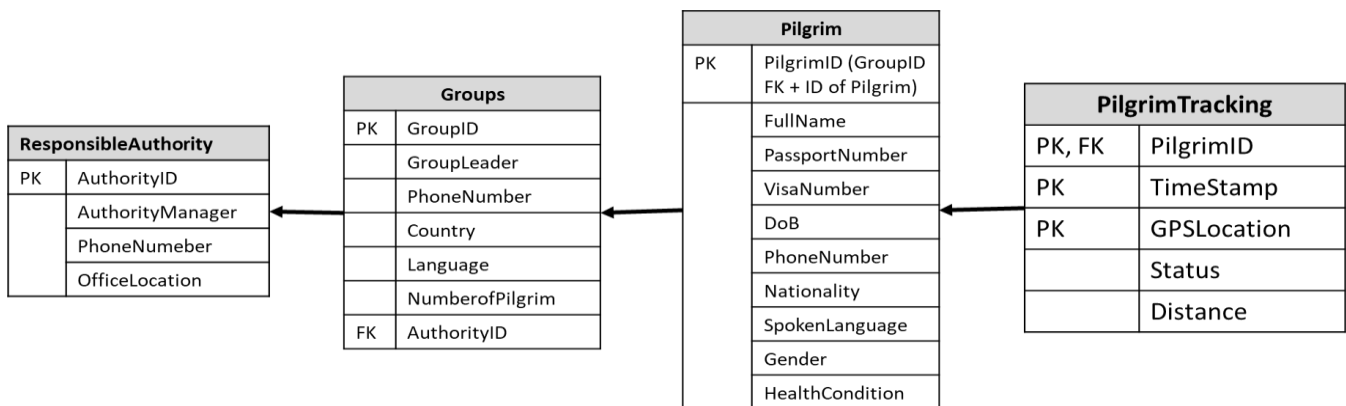 ResponsibleAuthority
PK AuthorityID
AuthorityManager
PhoneNumeber
OfficeLocation
Groups
PK GroupID
GroupLeader
PhoneNumber
Country
Language
NumberofPilgrim
FK AuthorityID
Pilgrim
PK PilgrimID (GroupID
FK + ID of Pilgrim)
FullName
PassportNumber
VisaNumber
DoB
PhoneNumber
Nationality
SpokenLanguage
Gender
HealthCondition
PilgrimTracking
PK, FK PilgrimID
PK TimeStamp
PK GPSLocation
Status
Distance